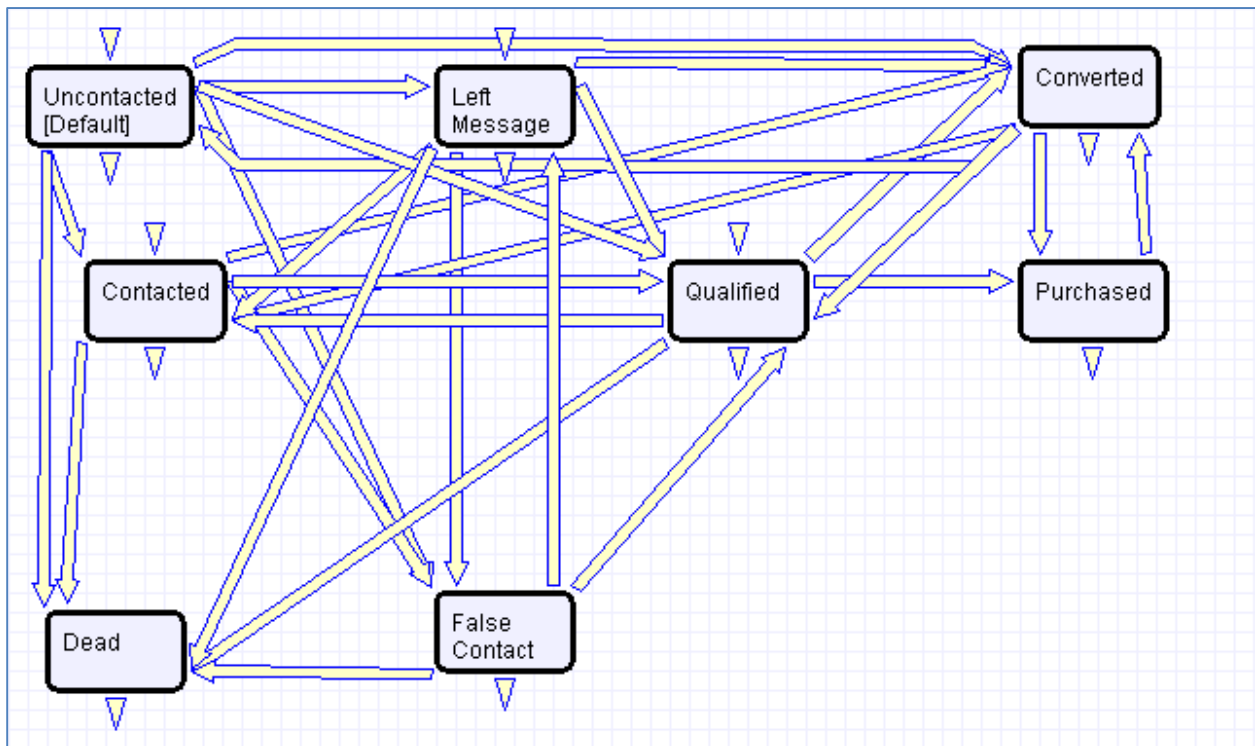 Uncontacted
[Default]
Left
Message
Converted
Contacted
Qualified
Purchased
Dead
False
Contact